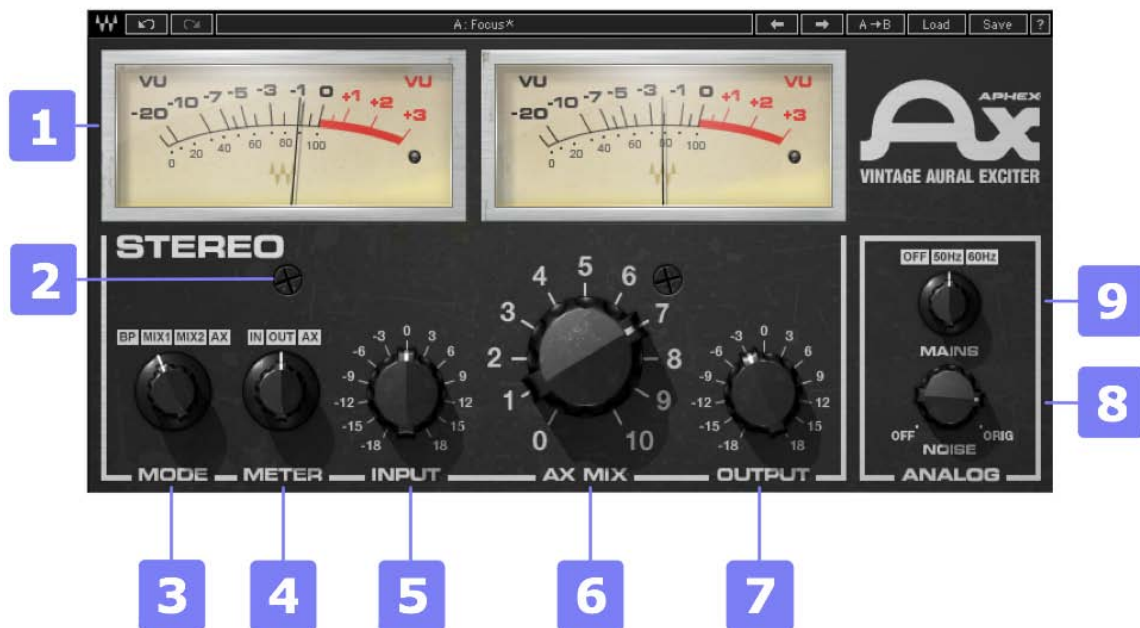 A: Focus*
A→B
Load
Save
?
VU
-20 -10 -7 -5 -3 -1 0 +1 +2 +3
VU
0 20 40 60 80 100
VU
-20 -10 -7 -5 -3 -1 0 +1 +2 +3
VU
0 20 40 60 80 100
APHEX
Ax
VINTAGE AURAL EXCITER
1
STEREO
2
BP MIX1 MIX2 AX
MODE
3
IN OUT AX
METER
4
-18 -15 -12 -9 -6 -3 0 3 6 9 12 15 18
INPUT
5
0 1 2 3 4 5 6 7 8 9 10
AX MIX
6
-18 -15 -12 -9 -6 -3 0 3 6 9 12 15 18
OUTPUT
7
OFF 50Hz 60Hz
MAINS
9
OFF ORIG
NOISE
8
ANALOG